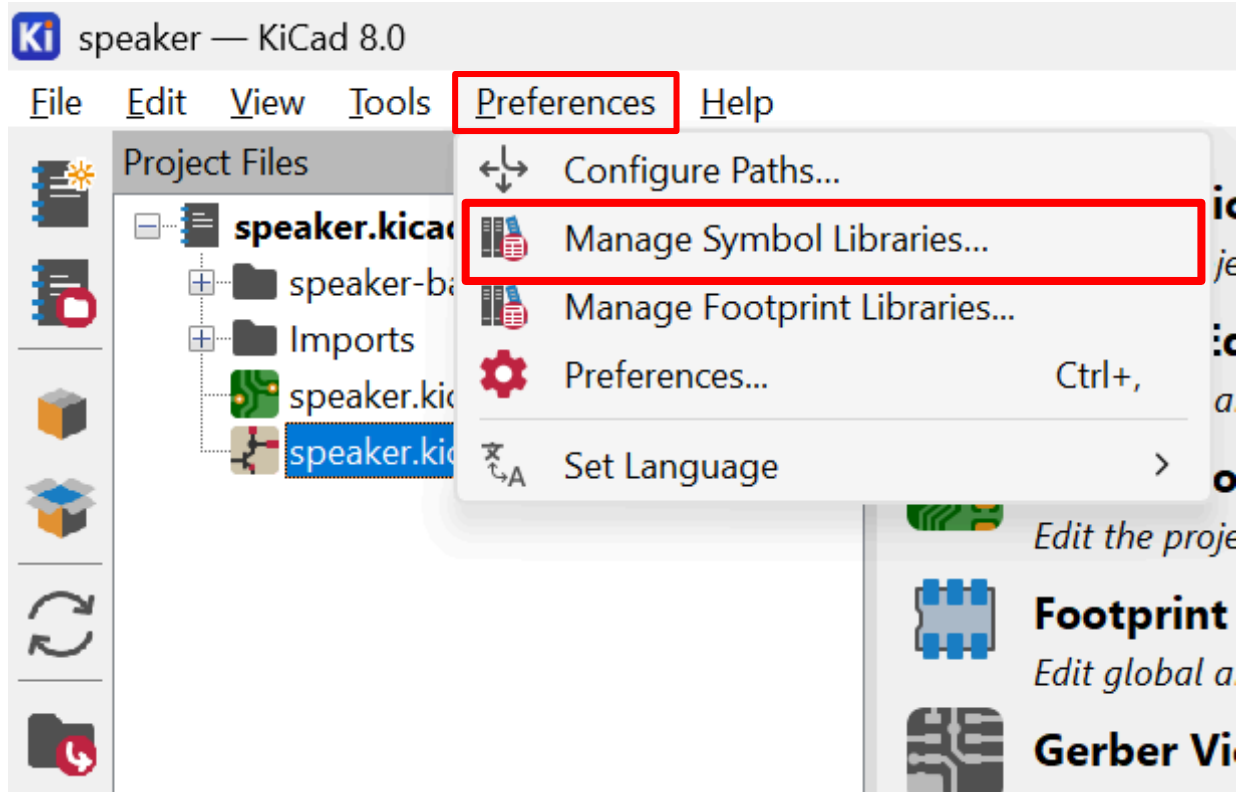 Ki speaker — KiCad 8.0
File Edit View Tools Preferences Help
Project Files
Configure Paths...
speaker.kicad
Manage Symbol Libraries...
speaker-ba
Manage Footprint Libraries...
Imports
Preferences... Ctrl+,
speaker.kic
speaker.kic
Set Language
Edit the proje
Footprint
Edit global a
Gerber Vi